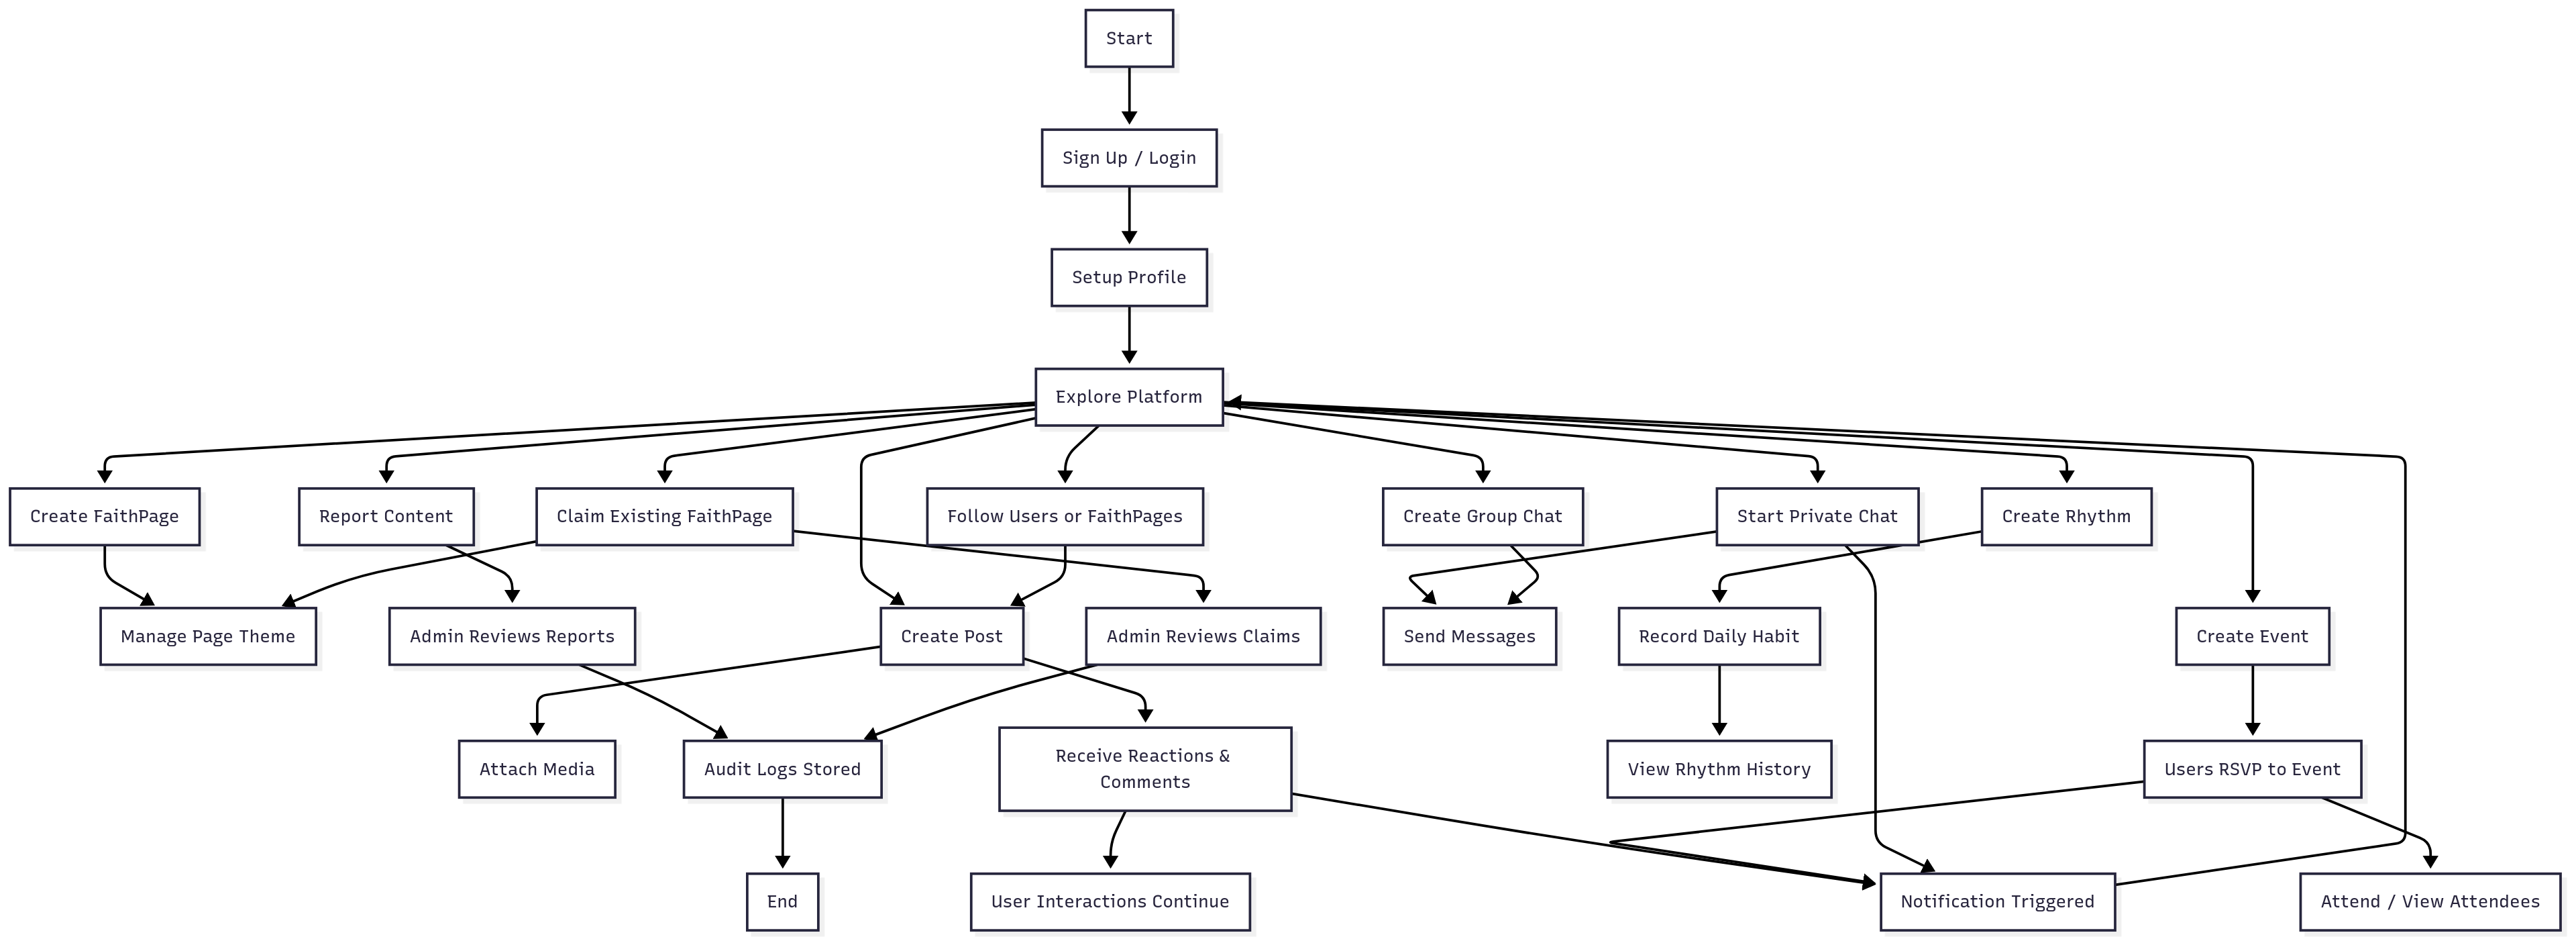 Start
Sign Up / Login
Setup Profile
Explore Platform
Create FaithPage
Report Content
Claim Existing FaithPage
Follow Users or FaithPages
Create Group Chat
Start Private Chat
Create Rhythm
Manage Page Theme
Admin Reviews Reports
Create Post
Admin Reviews Claims
Send Messages
Record Daily Habit
Create Event
Attach Media
Audit Logs Stored
Receive Reactions &
Comments
View Rhythm History
Users RSVP to Event
End
User Interactions Continue
Notification Triggered
Attend / View Attendees